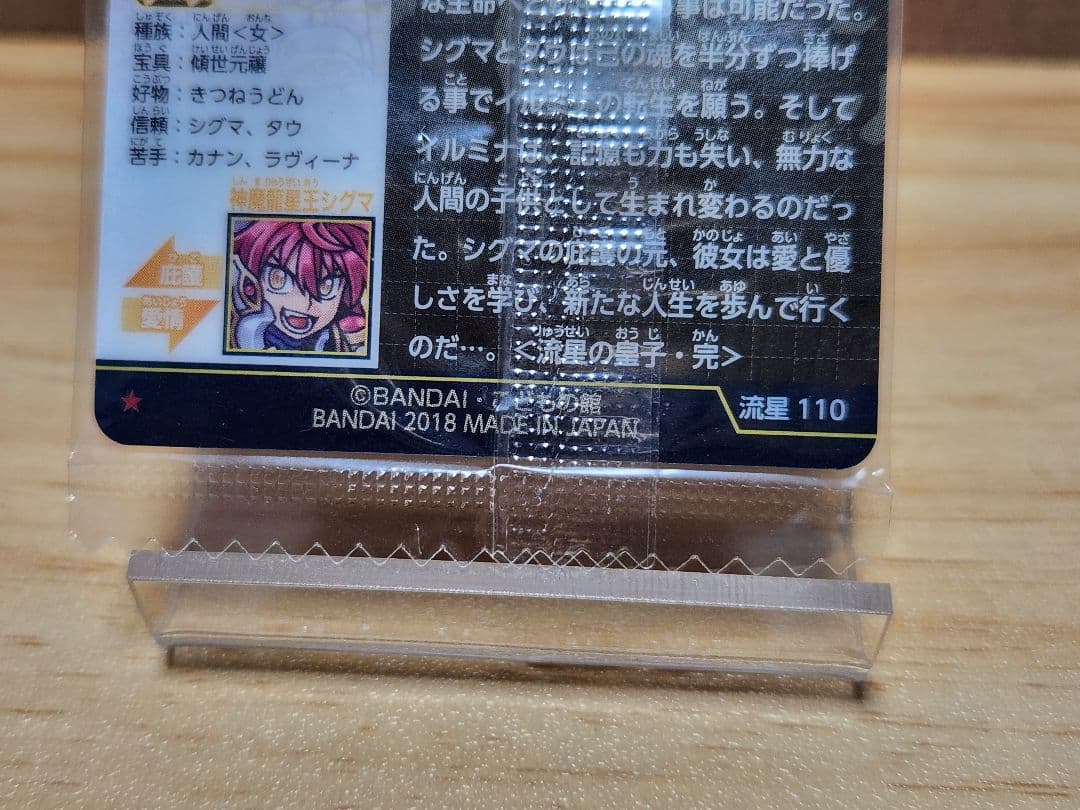 種族：人間＜女＞
宝具：傾世元禳
好物：きつねうどん
信頼：シグマ、タウ
苦手：カナン、ラヴィーナ
神魔龍星王シグマ
庇護
愛情
事は可能だった。
シグマとタウは己の魂を半分ずつ捧げ
る事でイルミナの転生を願う。そして
イルミナは、記憶も力も失い、無力な
人間の子供として生まれ変わるのだっ
た。シグマの庇護の元、彼女は愛と優
しさを学び、新たな人生を歩んで行く
のだ…。＜流星の皇子・完＞
©BANDAI・こどもの館
BANDAI 2018 MADE IN JAPAN
流星 110